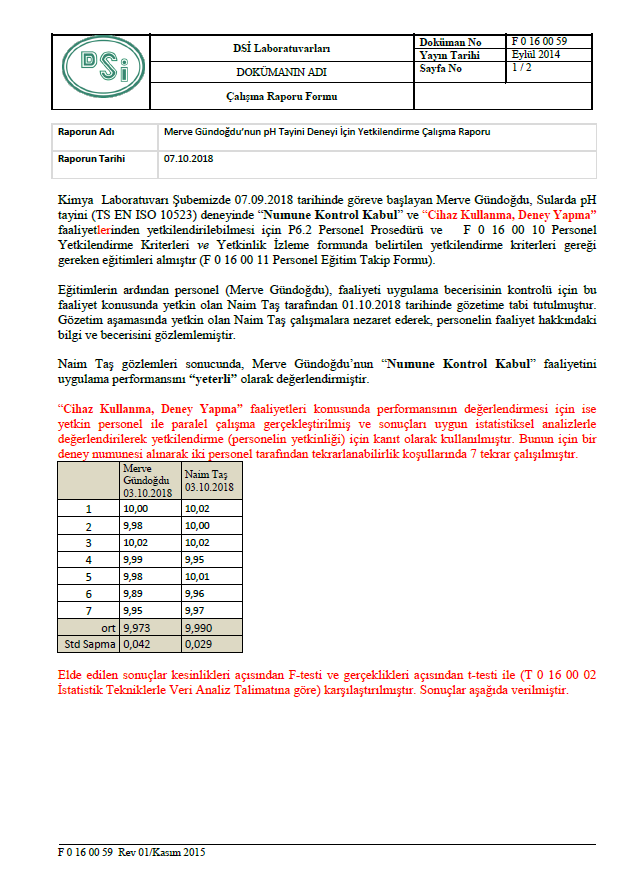 DSİ
DSİ Laboratuvarları
Doküman No
F 0 16 00 59
Yayın Tarihi
Eylül 2014
DOKÜMANIN ADI
Sayfa No
1 / 2
Çalışma Raporu Formu
Raporun Adı
Merve Gündoğdu’nun pH Tayini Deneyi İçin Yetkilendirme Çalışma Raporu
Raporun Tarihi
07.10.2018
Kimya Laboratuvarı Şubemizde 07.09.2018 tarihinde göreve başlayan Merve Gündoğdu, Sularda pH
tayini (TS EN ISO 10523) deneyinde “Numune Kontrol Kabul” ve “Cihaz Kullanma, Deney Yapma”
faaliyetlerinden yetkilendirilebilmesi için P6.2 Personel Prosedürü ve F 0 16 00 10 Personel
Yetkilendirme Kriterleri ve Yetkinlik İzleme formunda belirtilen yetkilendirme kriterleri gereği
gereken eğitimleri almıştır (F 0 16 00 11 Personel Eğitim Takip Formu).
Eğitimlerin ardından personel (Merve Gündoğdu), faaliyeti uygulama becerisinin kontrolü için bu
faaliyet konusunda yetkin olan Naim Taş tarafından 01.10.2018 tarihinde gözetime tabi tutulmuştur.
Gözetim aşamasında yetkin olan Naim Taş çalışmalara nezaret ederek, personelin faaliyet hakkındaki
bilgi ve becerisini gözlemlemiştir.
Naim Taş gözlemleri sonucunda, Merve Gündoğdu’nun “Numune Kontrol Kabul” faaliyetini
uygulama performansını “yeterli” olarak değerlendirmiştir.
“Cihaz Kullanma, Deney Yapma” faaliyetleri konusunda performansının değerlendirmesi için ise
yetkin personel ile paralel çalışma gerçekleştirilmiş ve sonuçları uygun istatistiksel analizlerle
değerlendirilerek yetkilendirme (personelin yetkinliği) için kanıt olarak kullanılmıştır. Bunun için bir
deney numunesi alınarak iki personel tarafından tekrarlanabilirlik koşullarında 7 tekrar çalışılmıştır.
Merve
Gündoğdu
03.10.2018
Naim Taş
03.10.2018
1 10,00 10,02
2 9,98 10,00
3 10,02 10,02
4 9,99 9,95
5 9,98 10,01
6 9,89 9,96
7 9,95 9,97
ort 9,973 9,990
Std Sapma 0,042 0,029
Elde edilen sonuçlar kesinlikleri açısından F-testi ve gerçeklikleri açısından t-testi ile (T 0 16 00 02
İstatistik Tekniklerle Veri Analiz Talimatına göre) karşılaştırılmıştır. Sonuçlar aşağıda verilmiştir.
F 0 16 00 59 Rev 01/Kasım 2015